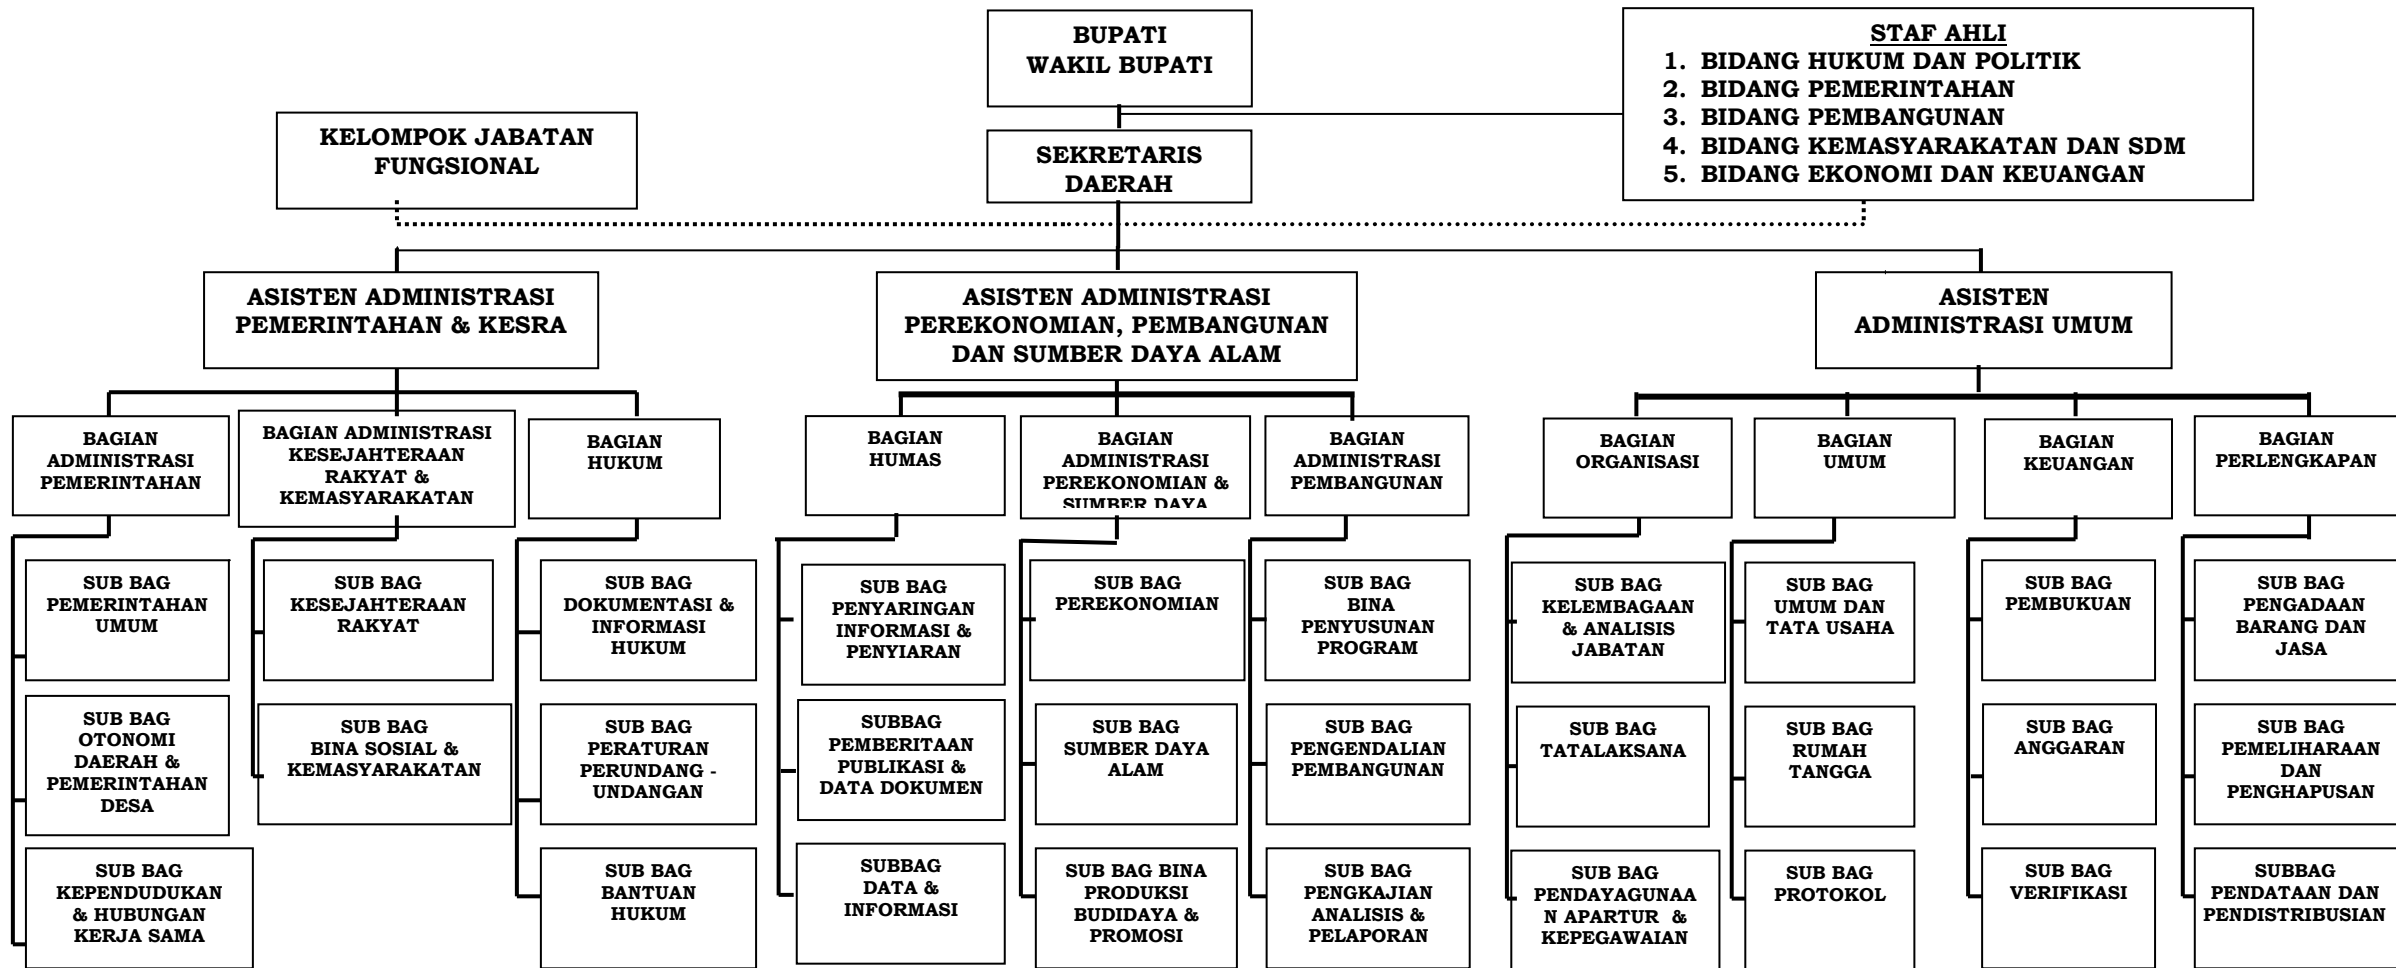 BUPATI
WAKIL BUPATI
STAF AHLI
1. BIDANG HUKUM DAN POLITIK
2. BIDANG PEMERINTAHAN
3. BIDANG PEMBANGUNAN
4. BIDANG KEMASYARAKATAN DAN SDM
5. BIDANG EKONOMI DAN KEUANGAN
KELOMPOK JABATAN
FUNGSIONAL
SEKRETARIS
DAERAH
ASISTEN ADMINISTRASI
PEMERINTAHAN & KESRA
ASISTEN ADMINISTRASI
PEREKONOMIAN, PEMBANGUNAN
DAN SUMBER DAYA ALAM
ASISTEN
ADMINISTRASI UMUM
BAGIAN
ADMINISTRASI
PEMERINTAHAN
BAGIAN ADMINISTRASI
KESEJAHTERAAN
RAKYAT &
KEMASYARAKATAN
BAGIAN
HUKUM
BAGIAN
HUMAS
BAGIAN
ADMINISTRASI
PEREKONOMIAN &
SUMBER DAYA
BAGIAN
ADMINISTRASI
PEMBANGUNAN
BAGIAN
ORGANISASI
BAGIAN
UMUM
BAGIAN
KEUANGAN
BAGIAN
PERLENGKAPAN
SUB BAG
PEMERINTAHAN
UMUM
SUB BAG
KESEJAHTERAAN
RAKYAT
SUB BAG
DOKUMENTASI &
INFORMASI
HUKUM
SUB BAG
PENYARINGAN
INFORMASI &
PENYIARAN
SUB BAG
PEREKONOMIAN
SUB BAG
BINA
PENYUSUNAN
PROGRAM
SUB BAG
KELEMBAGAAN
& ANALISIS
JABATAN
SUB BAG
UMUM DAN
TATA USAHA
SUB BAG
PEMBUKUAN
SUB BAG
PENGADAAN
BARANG DAN
JASA
SUB BAG
OTONOMI
DAERAH &
PEMERINTAHAN
DESA
SUB BAG
BINA SOSIAL &
KEMASYARAKATAN
SUB BAG
PERATURAN
PERUNDANG -
UNDANGAN
SUBBAG
PEMBERITAAN
PUBLIKASI &
DATA DOKUMEN
SUB BAG
SUMBER DAYA
ALAM
SUB BAG
PENGENDALIAN
PEMBANGUNAN
SUB BAG
TATALAKSANA
SUB BAG
RUMAH
TANGGA
SUB BAG
ANGGARAN
SUB BAG
PEMELIHARAAN
DAN
PENGHAPUSAN
SUB BAG
KEPENDUDUKAN
& HUBUNGAN
KERJA SAMA
SUB BAG
BANTUAN
HUKUM
SUBBAG
DATA &
INFORMASI
SUB BAG BINA
PRODUKSI
BUDIDAYA &
PROMOSI
SUB BAG
PENGKAJIAN
ANALISIS &
PELAPORAN
SUB BAG
PENDAYAGUNAA
N APARTUR &
KEPEGAWAIAN
SUB BAG
PROTOKOL
SUB BAG
VERIFIKASI
SUBBAG
PENDATAAN DAN
PENDISTRIBUSIAN